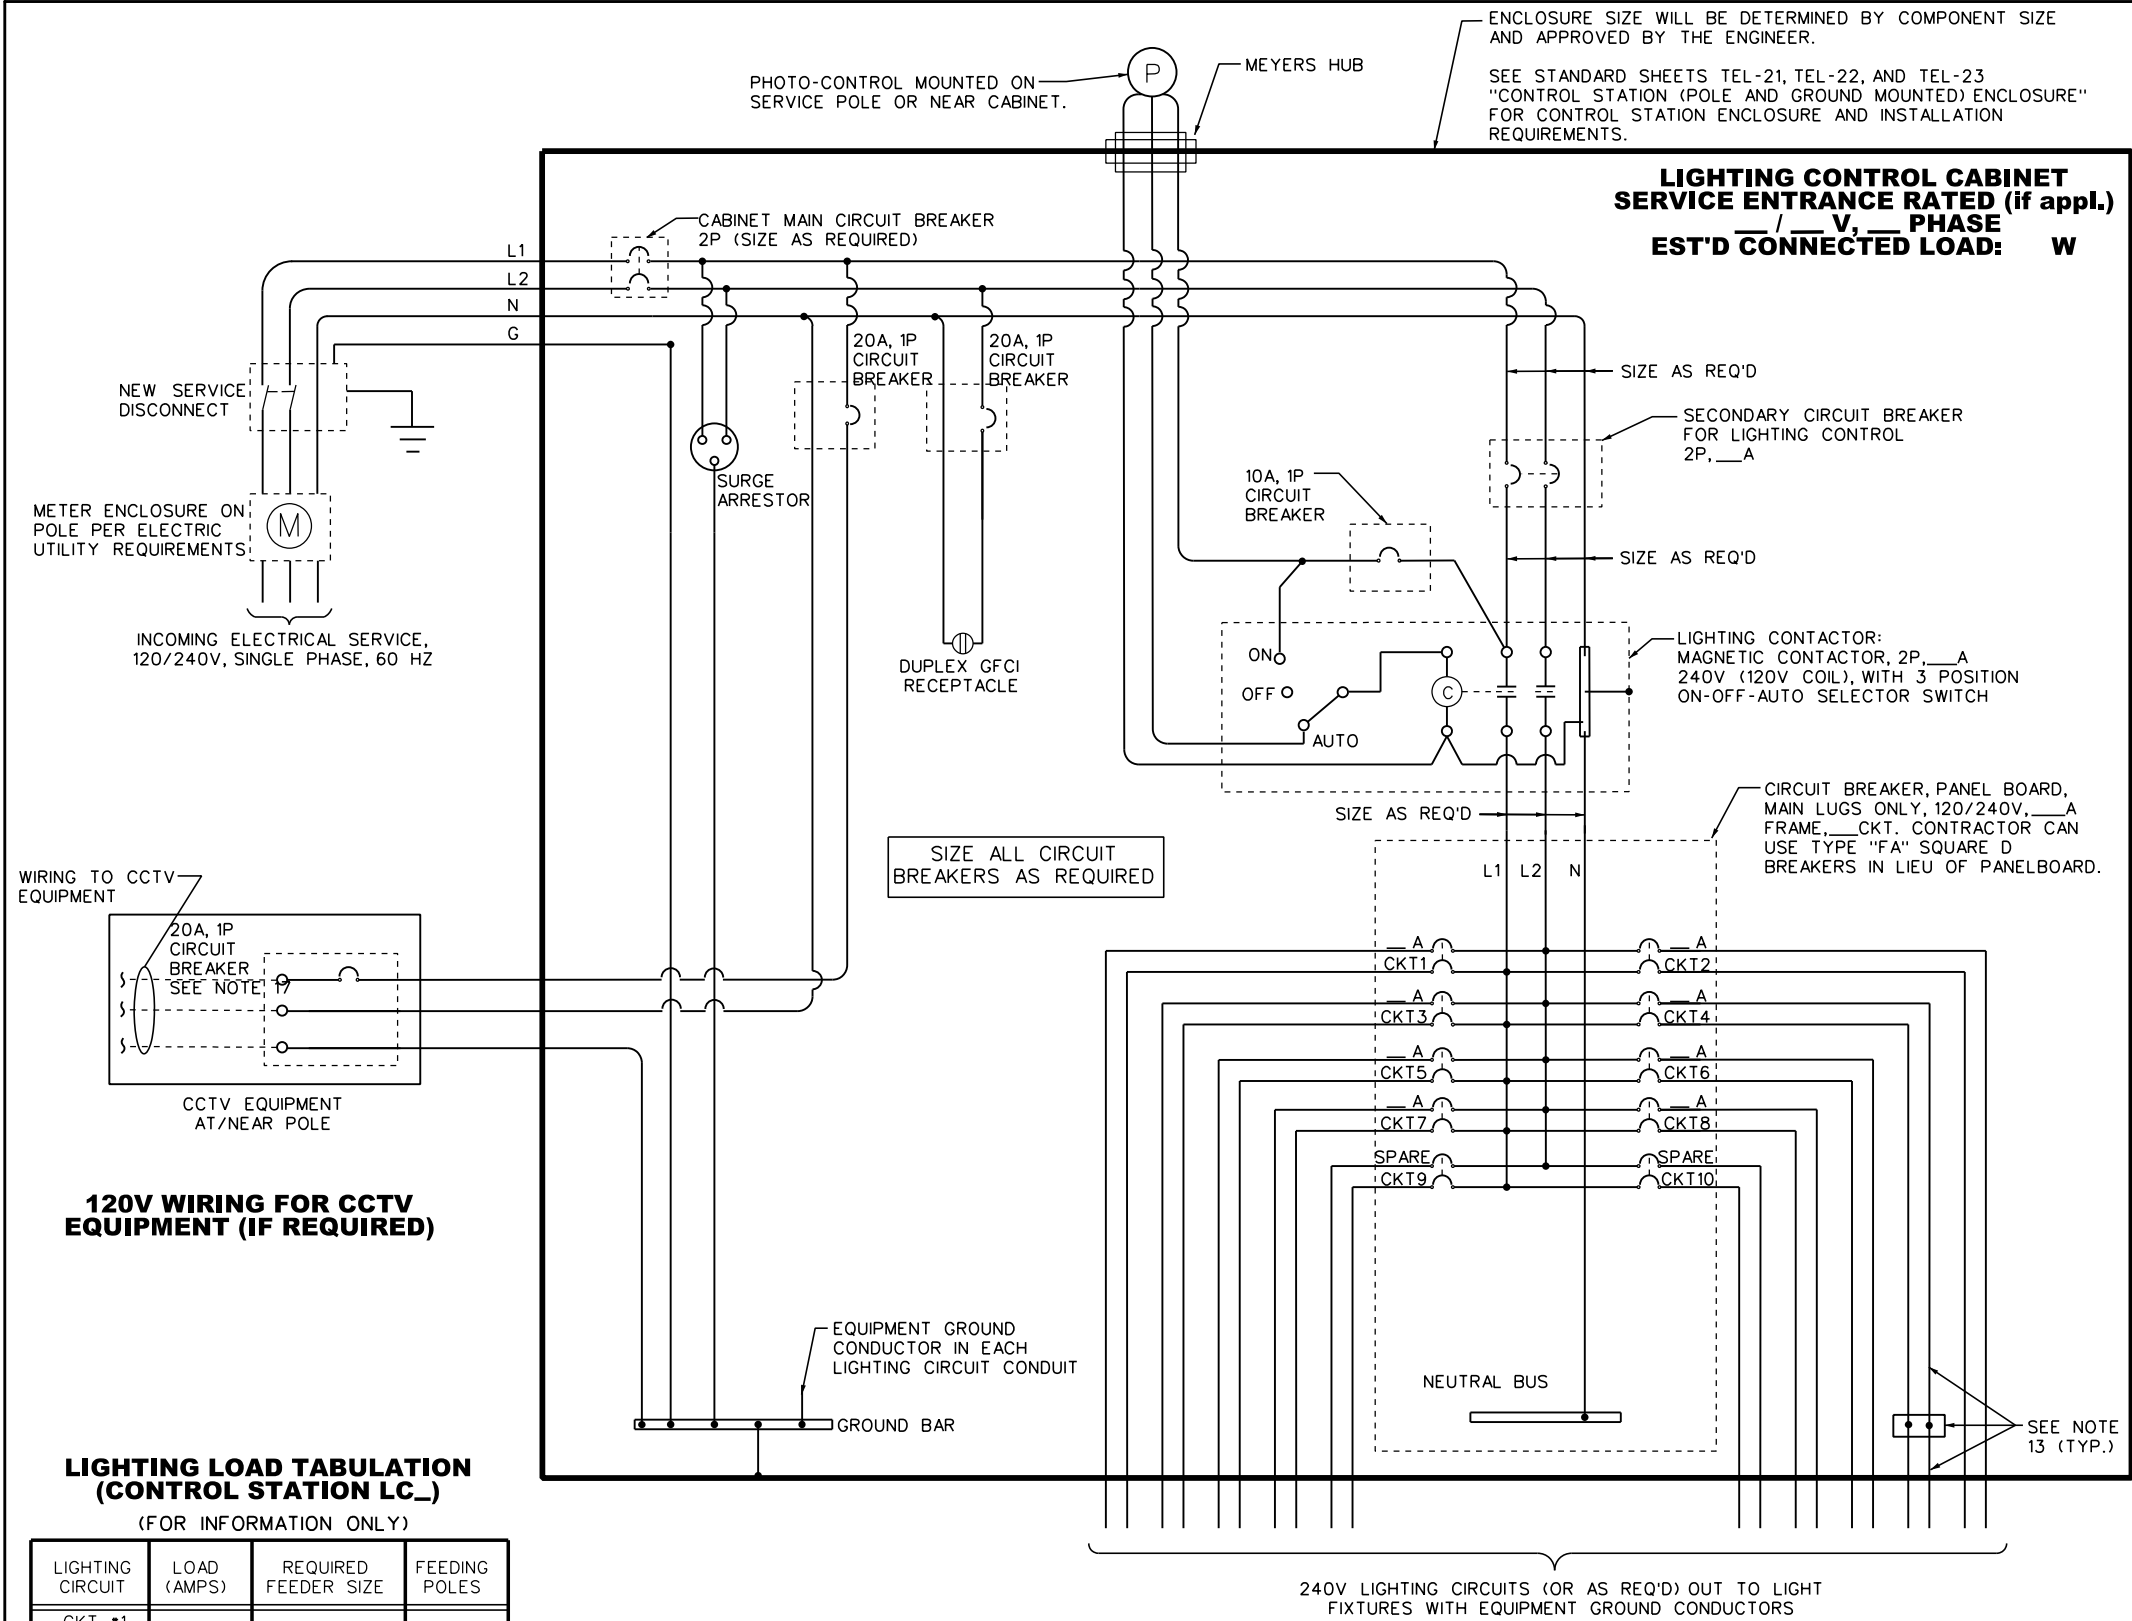 ENCLOSURE SIZE WILL BE DETERMINED BY COMPONENT SIZE
AND APPROVED BY THE ENGINEER.
SEE STANDARD SHEETS TEL-21, TEL-22, AND TEL-23
"CONTROL STATION (POLE AND GROUND MOUNTED) ENCLOSURE"
FOR CONTROL STATION ENCLOSURE AND INSTALLATION
REQUIREMENTS.
PHOTO-CONTROL MOUNTED ON
SERVICE POLE OR NEAR CABINET.
P
MEYERS HUB
LIGHTING CONTROL CABINET
SERVICE ENTRANCE RATED (if appl.)
__ / __ V, __ PHASE
EST'D CONNECTED LOAD: W
CABINET MAIN CIRCUIT BREAKER
2P (SIZE AS REQUIRED)
L1
L2
N
G
20A, 1P
CIRCUIT
BREAKER
20A, 1P
CIRCUIT
BREAKER
NEW SERVICE
DISCONNECT
SIZE AS REQ'D
SECONDARY CIRCUIT BREAKER
FOR LIGHTING CONTROL
2P,___A
SURGE
ARRESTOR
10A, 1P
CIRCUIT
BREAKER
METER ENCLOSURE ON
POLE PER ELECTRIC
UTILITY REQUIREMENTS
M
SIZE AS REQ'D
INCOMING ELECTRICAL SERVICE,
120/240V, SINGLE PHASE, 60 HZ
DUPLEX GFCI
RECEPTACLE
ON
OFF
AUTO
C
LIGHTING CONTACTOR:
MAGNETIC CONTACTOR, 2P,___A
240V (120V COIL), WITH 3 POSITION
ON-OFF-AUTO SELECTOR SWITCH
SIZE AS REQ'D
CIRCUIT BREAKER, PANEL BOARD,
MAIN LUGS ONLY, 120/240V,___A
FRAME,___CKT. CONTRACTOR CAN
USE TYPE "FA" SQUARE D
BREAKERS IN LIEU OF PANELBOARD.
SIZE ALL CIRCUIT
BREAKERS AS REQUIRED
L1 L2 N
WIRING TO CCTV
EQUIPMENT
20A, 1P
CIRCUIT
BREAKER
SEE NOTE 17
CCTV EQUIPMENT
AT/NEAR POLE
__ A __ A
CKT1 CKT2
__ A __ A
CKT3 CKT4
__ A __ A
CKT5 CKT6
__ A __ A
CKT7 CKT8
SPARE SPARE
CKT9 CKT10
120V WIRING FOR CCTV
EQUIPMENT (IF REQUIRED)
EQUIPMENT GROUND
CONDUCTOR IN EACH
LIGHTING CIRCUIT CONDUIT
GROUND BAR
NEUTRAL BUS
SEE NOTE
13 (TYP.)
LIGHTING LOAD TABULATION
(CONTROL STATION LC_)
(FOR INFORMATION ONLY)
LIGHTING LOAD REQUIRED FEEDING
CIRCUIT (AMPS) FEEDER SIZE POLES
CKT #1
240V LIGHTING CIRCUITS (OR AS REQ'D) OUT TO LIGHT
FIXTURES WITH EQUIPMENT GROUND CONDUCTORS